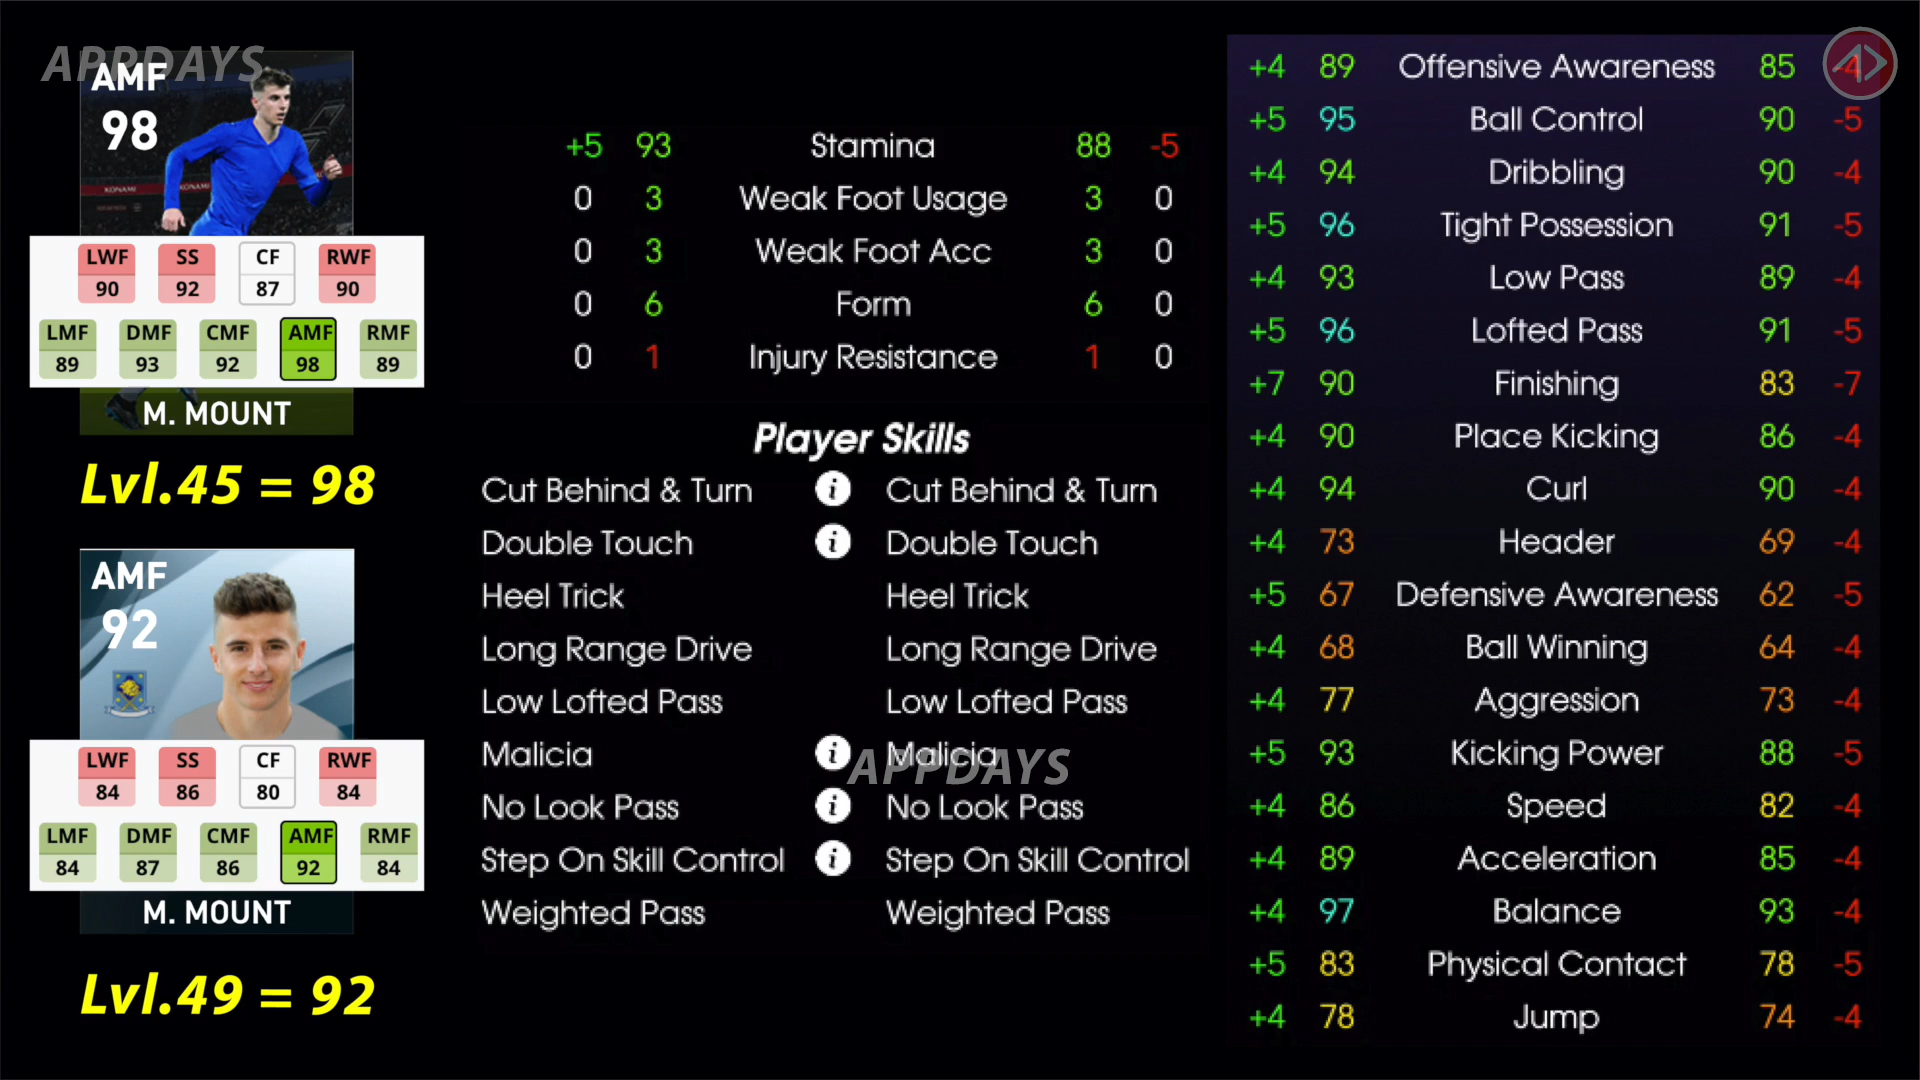 APPDAYS
AMF
98
KONAMI
KONAMI
LWF SS CF RWF
90 92 87 90
LMF DMF CMF AMF RMF
89 93 92 98 89
M. MOUNT
Lvl.45 = 98
AMF
92
LWF SS CF RWF
84 86 80 84
LMF DMF CMF AMF RMF
84 87 86 92 84
M. MOUNT
Lvl.49 = 92
+5 93 Stamina 88 -5
0 3 Weak Foot Usage 3 0
0 3 Weak Foot Acc 3 0
0 6 Form 6 0
0 1 Injury Resistance 1 0
Player Skills
Cut Behind & Turn i Cut Behind & Turn
Double Touch i Double Touch
Heel Trick Heel Trick
Long Range Drive Long Range Drive
Low Lofted Pass Low Lofted Pass
Malicia i Malicia
APPDAYS
No Look Pass i No Look Pass
Step On Skill Control i Step On Skill Control
Weighted Pass Weighted Pass
+4 89 Offensive Awareness 85 -4
+5 95 Ball Control 90 -5
+4 94 Dribbling 90 -4
+5 96 Tight Possession 91 -5
+4 93 Low Pass 89 -4
+5 96 Lofted Pass 91 -5
+7 90 Finishing 83 -7
+4 90 Place Kicking 86 -4
+4 94 Curl 90 -4
+4 73 Header 69 -4
+5 67 Defensive Awareness 62 -5
+4 68 Ball Winning 64 -4
+4 77 Aggression 73 -4
+5 93 Kicking Power 88 -5
+4 86 Speed 82 -4
+4 89 Acceleration 85 -4
+4 97 Balance 93 -4
+5 83 Physical Contact 78 -5
+4 78 Jump 74 -4